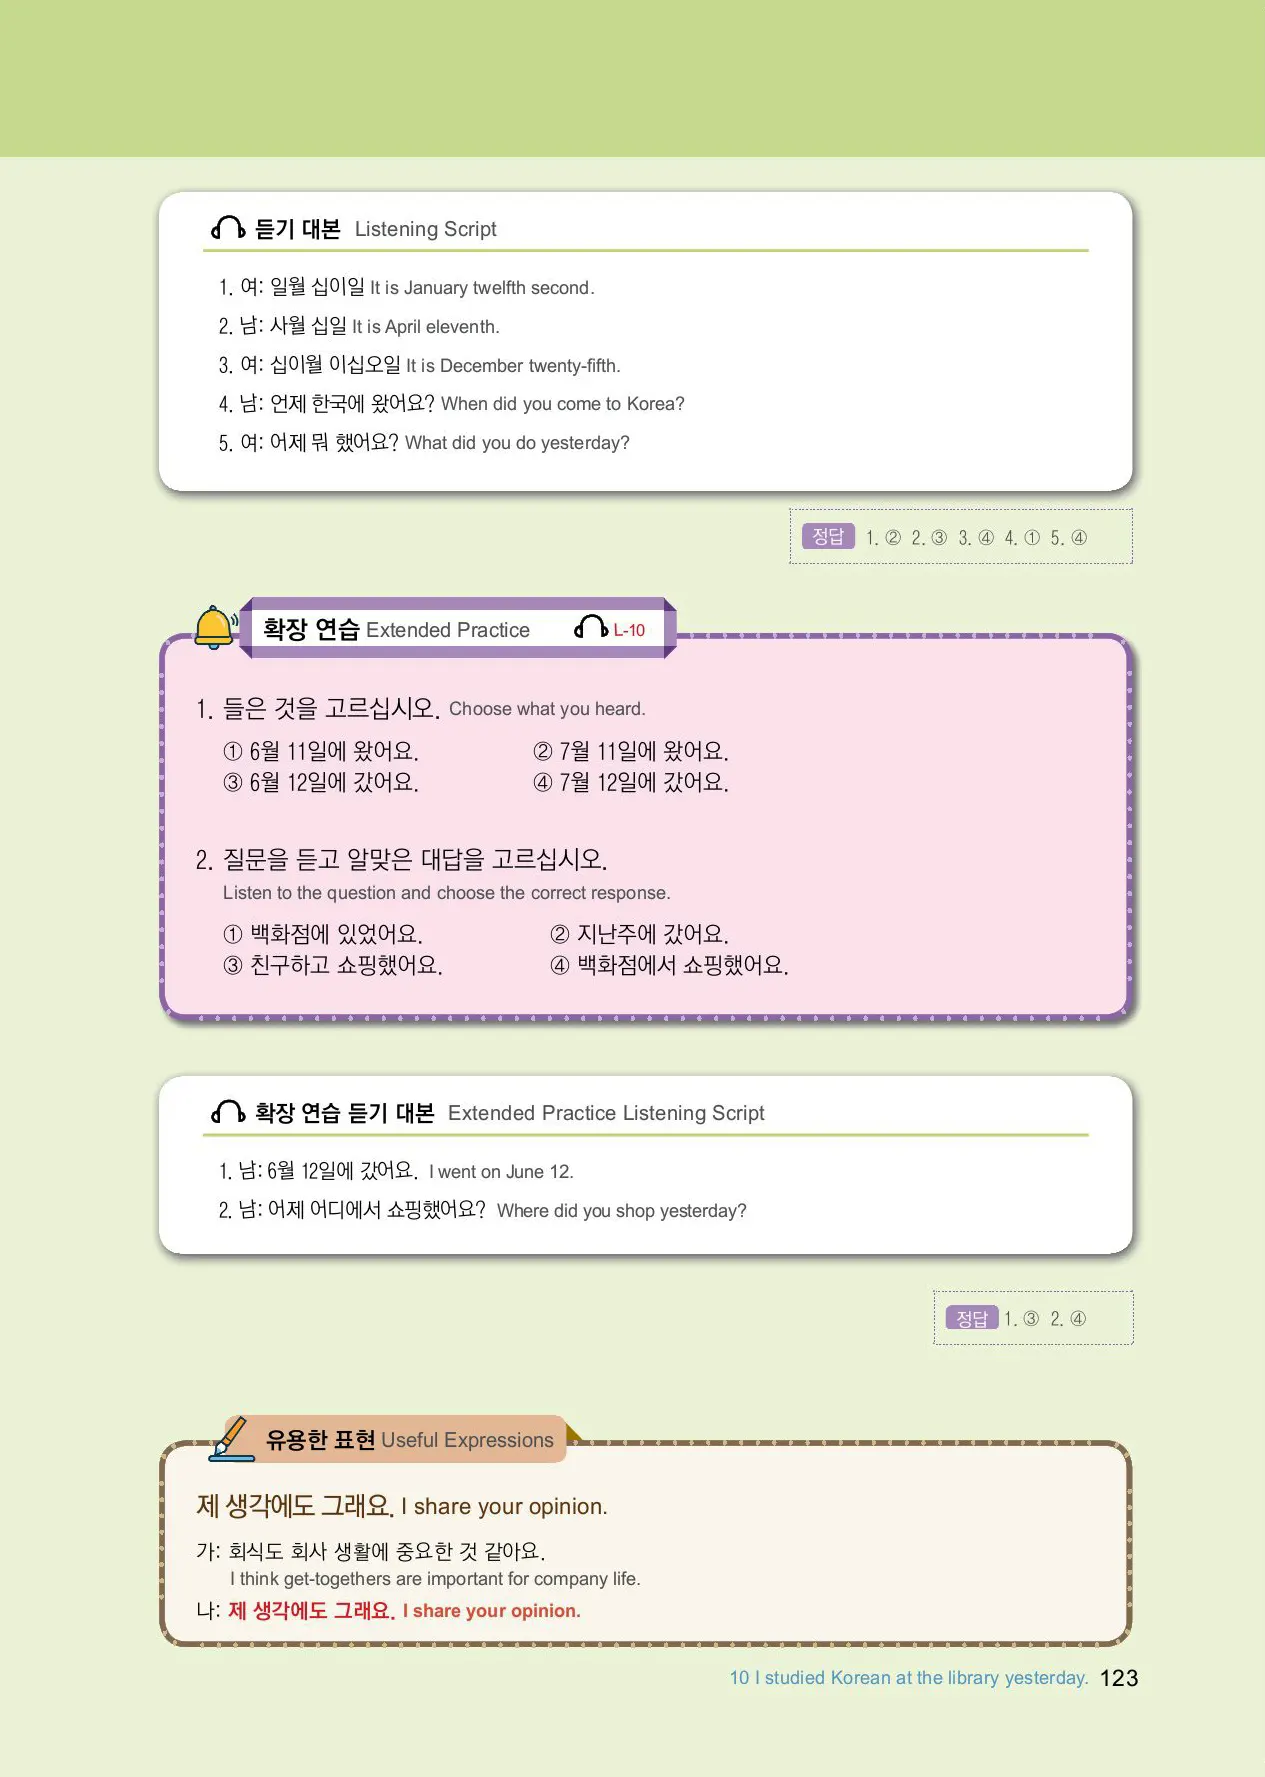 듣기 대본 Listening Script
1. 여: 일월 십이일 It is January twelfth second.
2. 남: 사월 십일 It is April eleventh.
3. 여: 십이월 이십오일 It is December twenty-fifth.
4. 남: 언제 한국에 왔어요? When did you come to Korea?
5. 여: 어제 뭐 했어요? What did you do yesterday?
정답 1. ② 2. ③ 3. ④ 4. ① 5. ④
확장 연습 Extended Practice L-10
1. 들은 것을 고르십시오. Choose what you heard.
① 6월 11일에 왔어요. ② 7월 11일에 왔어요.
③ 6월 12일에 갔어요. ④ 7월 12일에 갔어요.
2. 질문을 듣고 알맞은 대답을 고르십시오.
Listen to the question and choose the correct response.
① 백화점에 있었어요. ② 지난주에 갔어요.
③ 친구하고 쇼핑했어요. ④ 백화점에서 쇼핑했어요.
확장 연습 듣기 대본 Extended Practice Listening Script
1. 남: 6월 12일에 갔어요. I went on June 12.
2. 남: 어제 어디에서 쇼핑했어요? Where did you shop yesterday?
정답 1. ③ 2. ④
유용한 표현 Useful Expressions
제 생각에도 그래요. I share your opinion.
가: 회식도 회사 생활에 중요한 것 같아요.
I think get-togethers are important for company life.
나: 제 생각에도 그래요. I share your opinion.
10 I studied Korean at the library yesterday. 123